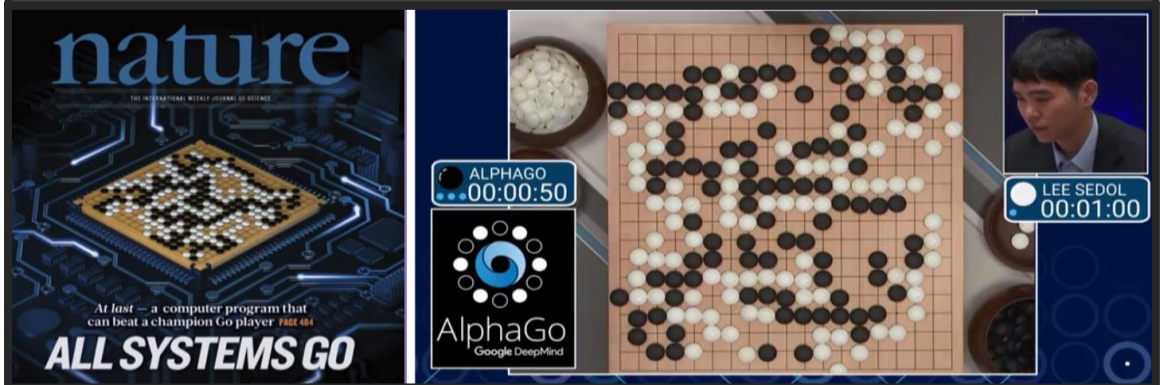 nature
THE INTERNATIONAL WEEKLY JOURNAL OF SCIENCE
At last — a computer program that
can beat a champion Go player PAGE 484
ALL SYSTEMS GO
ALPHAGO
00:00:50
AlphaGo
Google DeepMind
LEE SEDOL
00:01:00